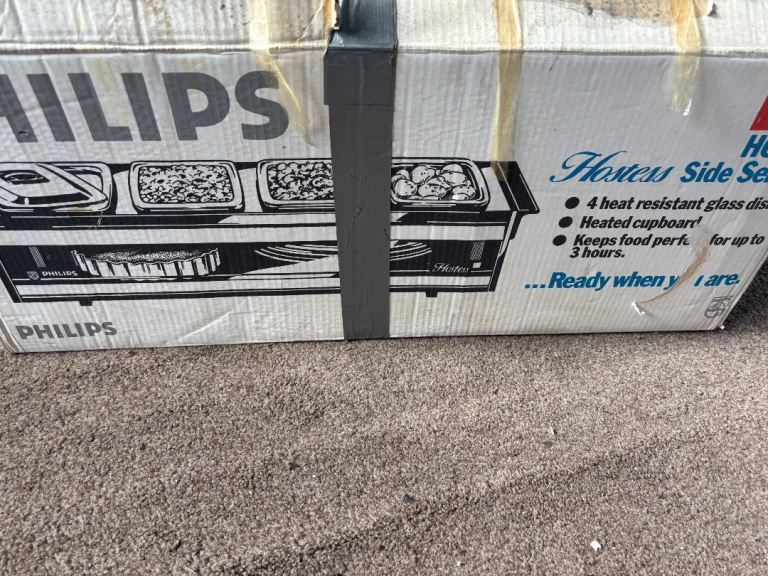 HILIPS
Hostess Side Se
● 4 heat resistant glass dis
● Heated cupboard
● Keeps food perfe for up to
3 hours.
...Ready when y u are.
PHILIPS
Hostess
PHILIPS